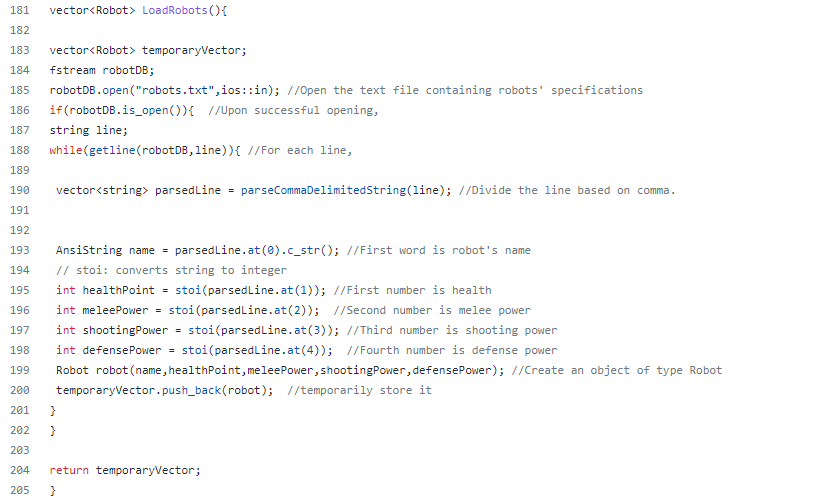 181 vector<Robot> LoadRobots(){
182
183 vector<Robot> temporaryVector;
184 fstream robotDB;
185 robotDB.open("robots.txt",ios::in); //Open the text file containing robots' specifications
186 if(robotDB.is_open()){  //Upon successful opening,
187 string line;
188 while(getline(robotDB,line)){ //For each line,
189
190  vector<string> parsedLine = parseCommaDelimitedString(line); //Divide the line based on comma.
191
192
193  AnsiString name = parsedLine.at(0).c_str(); //First word is robot's name
194  // stoi: converts string to integer
195  int healthPoint = stoi(parsedLine.at(1)); //First number is health
196  int meleePower = stoi(parsedLine.at(2));  //Second number is melee power
197  int shootingPower = stoi(parsedLine.at(3)); //Third number is shooting power
198  int defensePower = stoi(parsedLine.at(4));  //Fourth number is defense power
199  Robot robot(name,healthPoint,meleePower,shootingPower,defensePower); //Create an object of type Robot
200  temporaryVector.push_back(robot);  //temporarily store it
201 }
202 }
203
204 return temporaryVector;
205 }